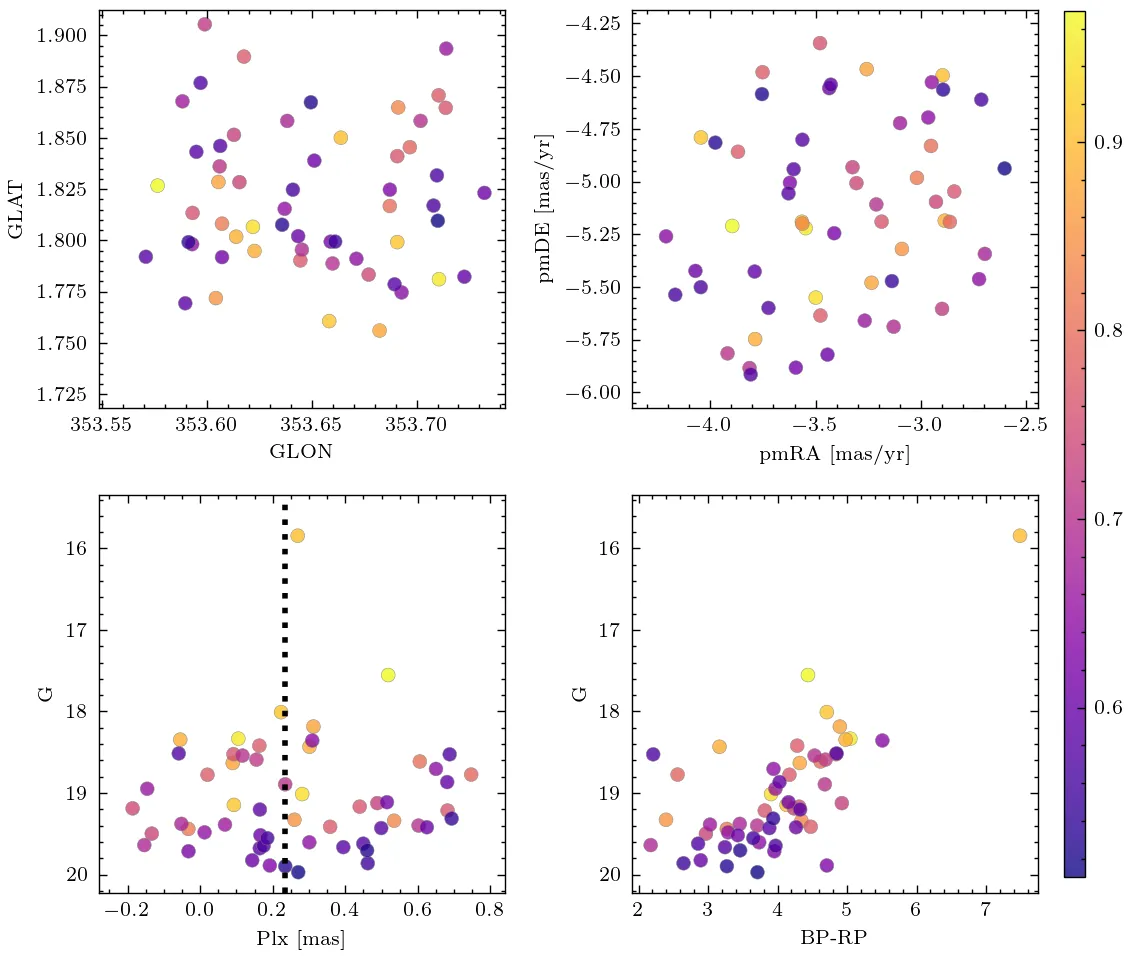 1.900
1.875
1.850
1.825
1.800
1.775
1.750
1.725
GLAT
353.55 353.60 353.65 353.70
GLON
−4.25
−4.50
−4.75
−5.00
−5.25
−5.50
−5.75
−6.00
pmDE [mas/yr]
−4.0 −3.5 −3.0 −2.5
pmRA [mas/yr]
16
17
18
19
20
G
−0.2 0.0 0.2 0.4 0.6 0.8
Plx [mas]
16
17
18
19
20
G
2 3 4 5 6 7
BP-RP
0.9
0.8
0.7
0.6